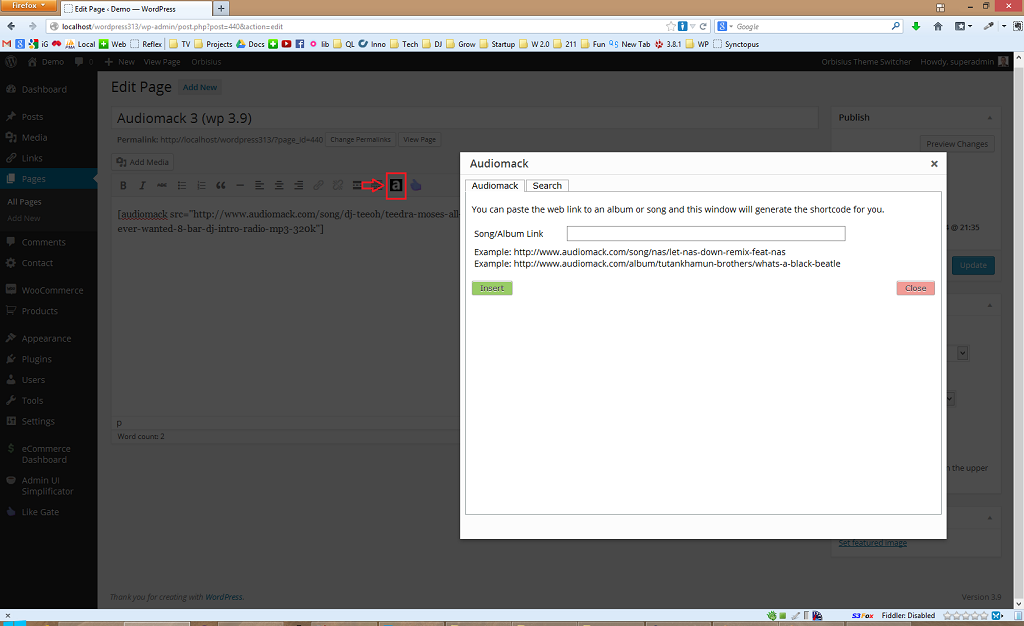 Firefox
Edit Page ‹ Demo — WordPress
localhost/wordpress313/wp-admin/post.php?post=440&action=edit
Google
iG
Local
Web
Reflex
TV
Projects
Docs
lib
QL
Inno
Tech
DJ
Grow
Startup
W 2.0
211
Fun
New Tab
3.8.1
WP
Synctopus
Demo
New
View Page
Orbisius
Orbisius Theme Switcher
Howdy, superadmin
Dashboard
Posts
Media
Links
Pages
All Pages
Add New
Comments
Contact
WooCommerce
Products
Appearance
Plugins
Users
Tools
Settings
eCommerce
Dashboard
Admin UI
Simplificator
Like Gate
Edit Page
Add New
Audiomack 3 (wp 3.9)
Permalink: http://localhost/wordpress313/?page_id=440
Change Permalinks
View Page
Add Media
B I ABC
a
[audiomack src="http://www.audiomack.com/song/dj-teeoh/teedra-moses-all-
ever-wanted-8-bar-dj-intro-radio-mp3-320k"]
p
Word count: 2
Publish
Preview Changes
@ 21:35
Update
n the upper
Set featured image
Audiomack
Audiomack
Search
You can paste the web link to an album or song and this window will generate the shortcode for you.
Song/Album Link
Example: http://www.audiomack.com/song/nas/let-nas-down-remix-feat-nas
Example: http://www.audiomack.com/album/tutankhamun-brothers/whats-a-black-beatle
Insert
Close
Thank you for creating with WordPress.
Version 3.9
S3Fox
Fiddler: Disabled